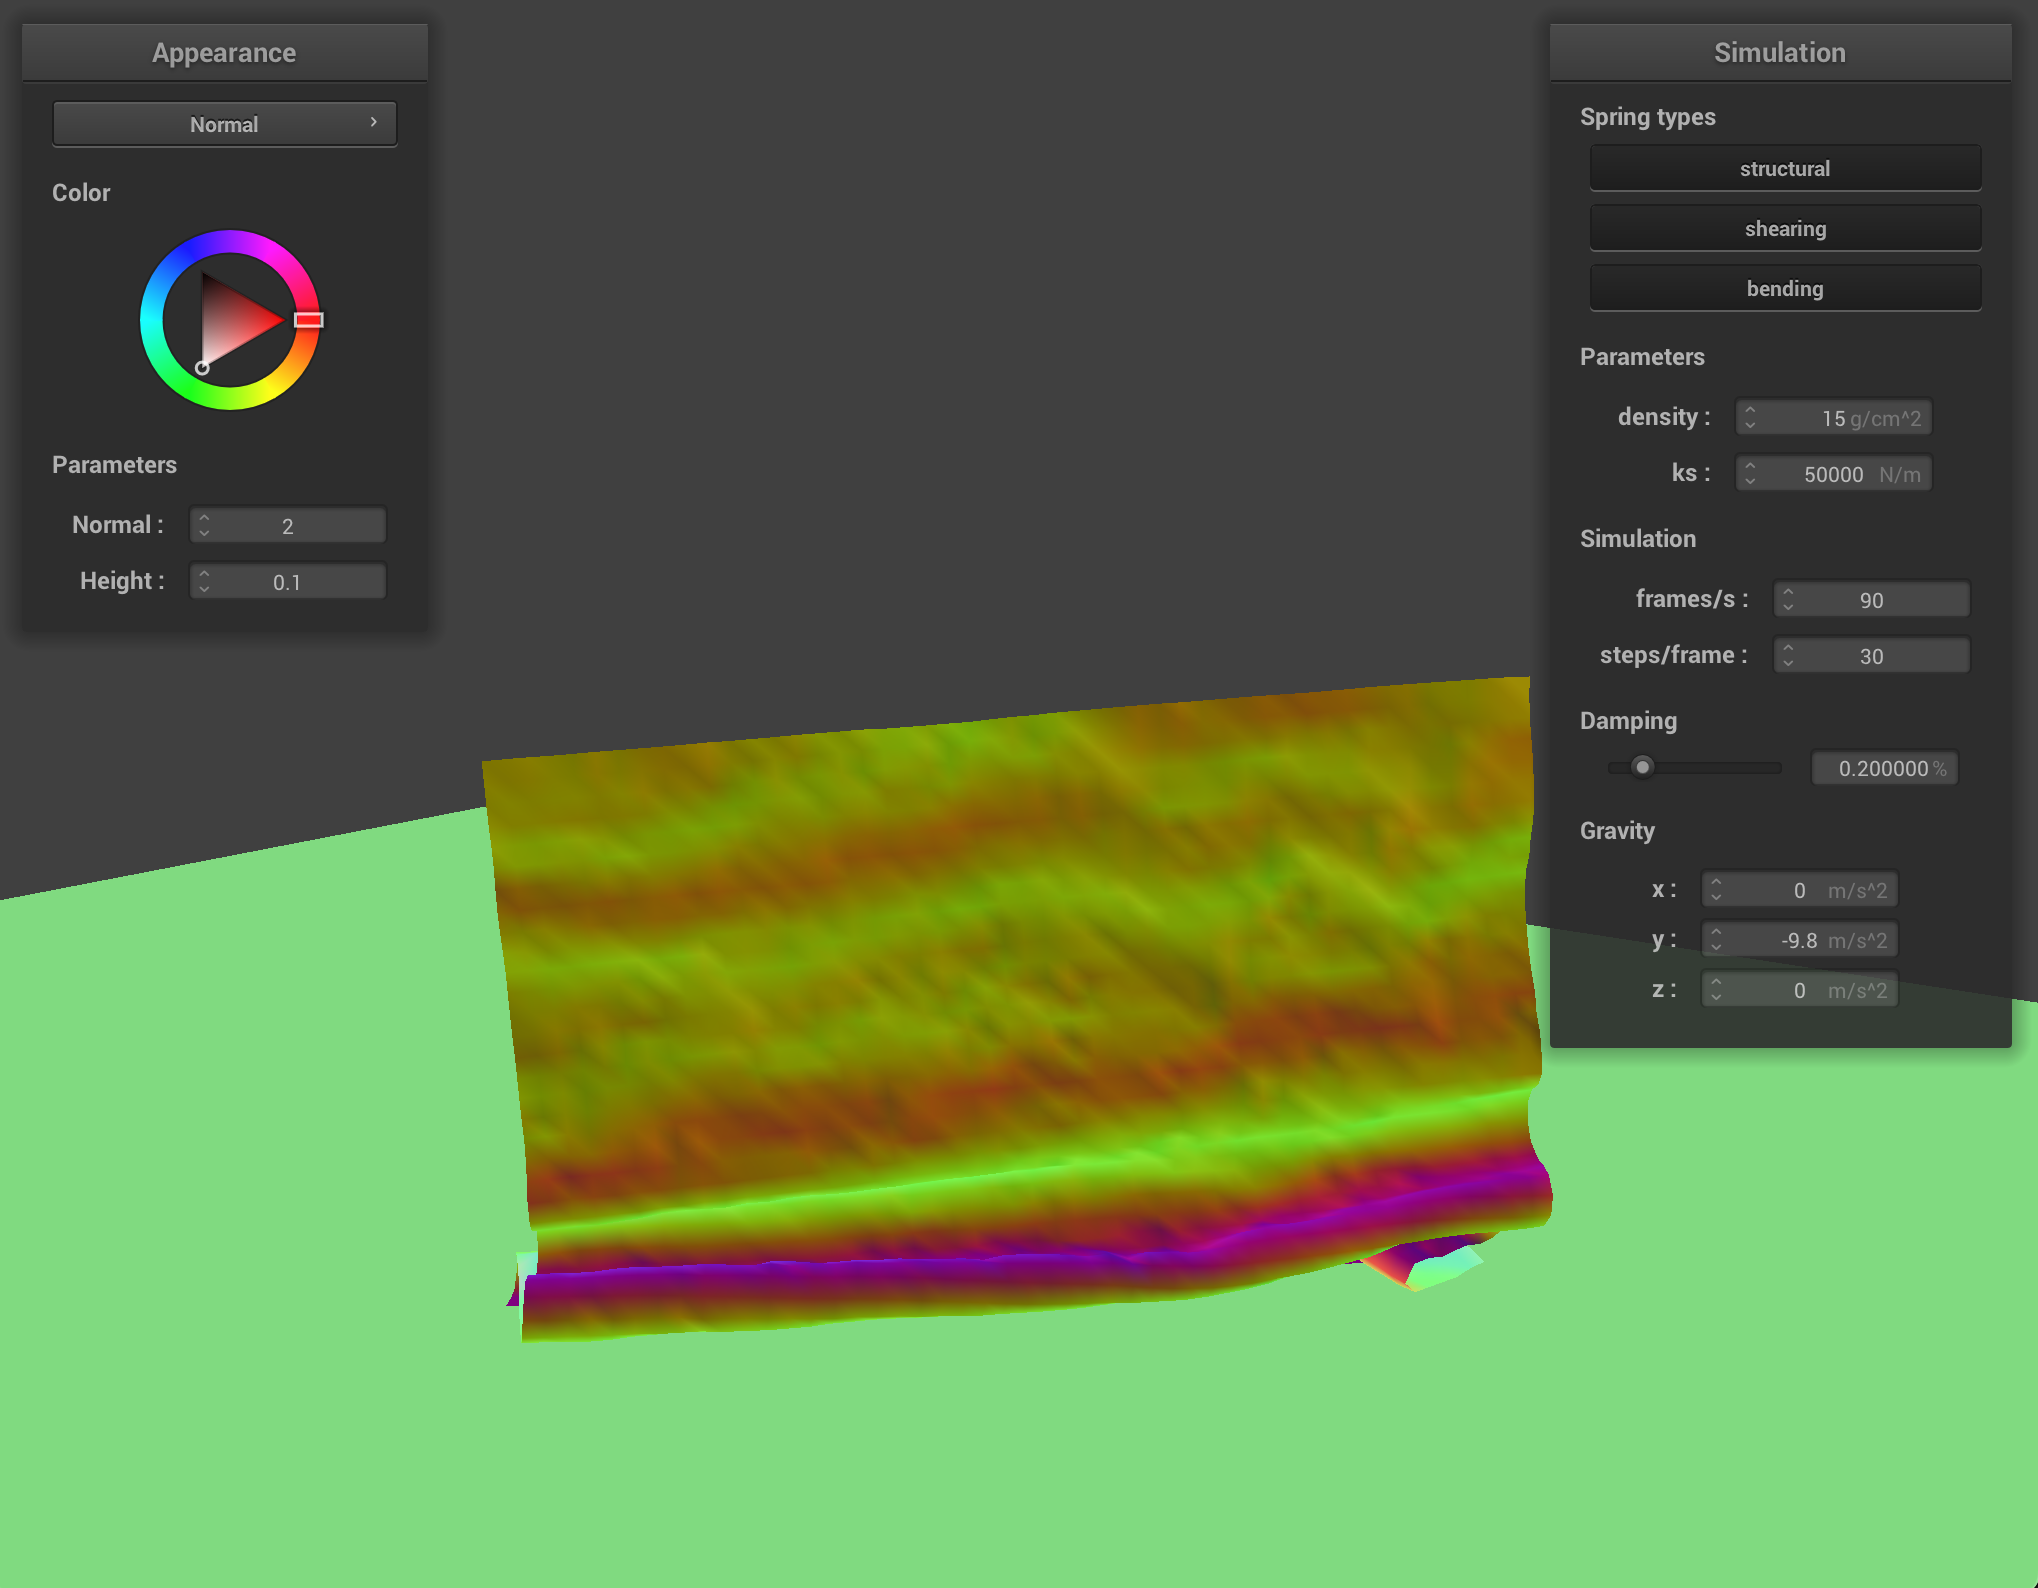 Appearance
Normal
Color
Parameters
Normal : 2
Height : 0.1
Simulation
Spring types
structural
shearing
bending
Parameters
density : 15 g/cm^2
ks : 50000 N/m
Simulation
frames/s : 90
steps/frame : 30
Damping
0.200000 %
Gravity
x : 0 m/s^2
y : -9.8 m/s^2
z : 0 m/s^2